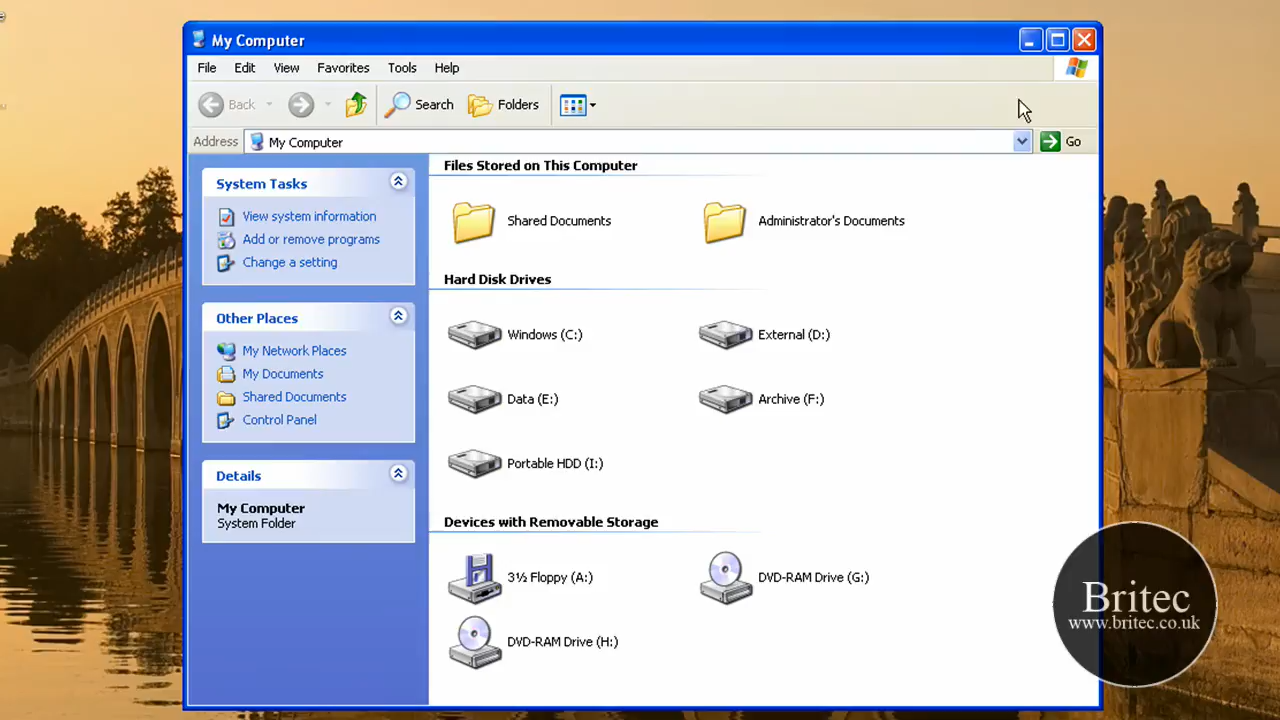 My Computer
File Edit View Favorites Tools Help
Back Search Folders
Address My Computer Go
System Tasks
View system information
Add or remove programs
Change a setting
Other Places
My Network Places
My Documents
Shared Documents
Control Panel
Details
My Computer
System Folder
Files Stored on This Computer
Shared Documents Administrator's Documents
Hard Disk Drives
Windows (C:) External (D:)
Data (E:) Archive (F:)
Portable HDD (I:)
Devices with Removable Storage
3½ Floppy (A:) DVD-RAM Drive (G:)
DVD-RAM Drive (H:)
Britec
www.britec.co.uk